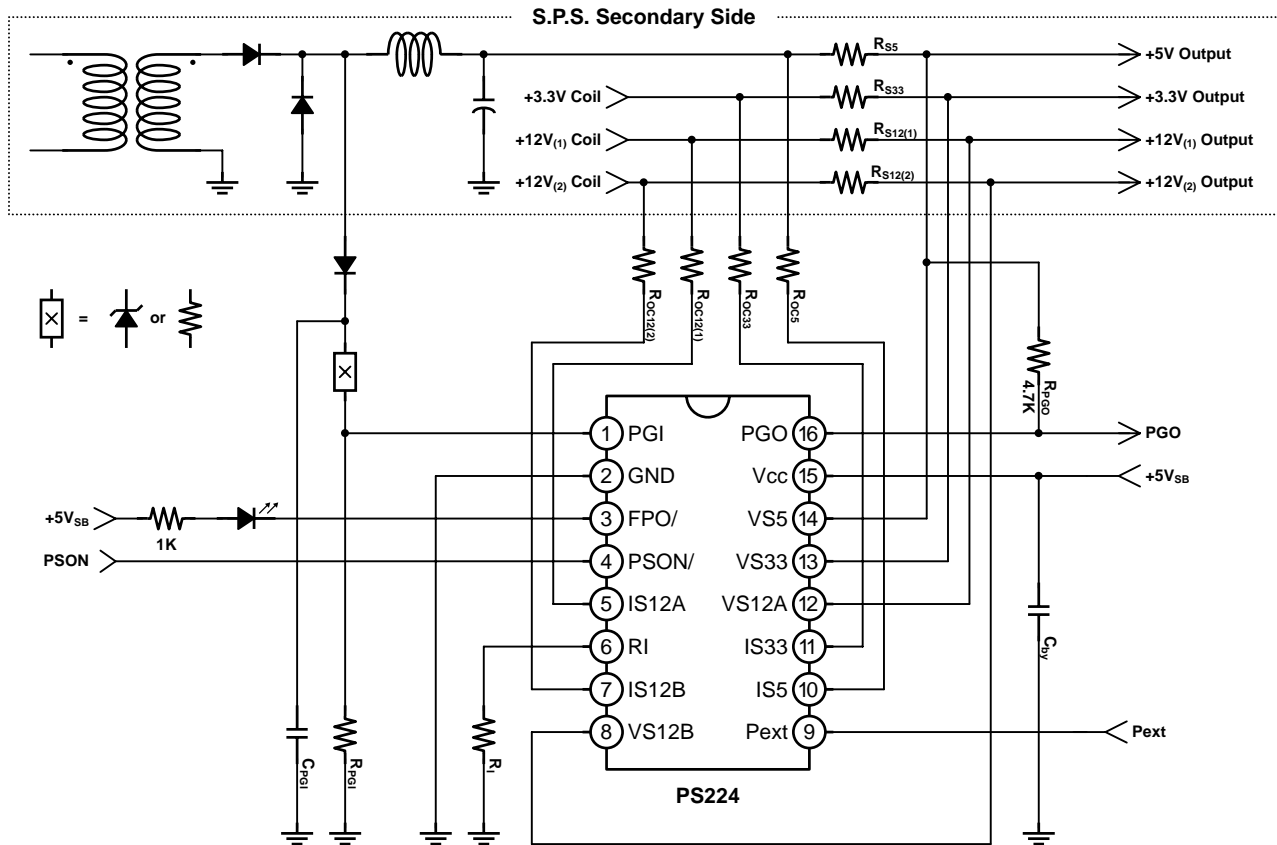 S.P.S. Secondary Side
RS5
+5V Output
+3.3V Coil
RS33
+3.3V Output
+12V(1) Coil
RS12(1)
+12V(1) Output
+12V(2) Coil
RS12(2)
+12V(2) Output
ROC12(2)
ROC12(1)
ROC33
ROC5
= or
RPGO
4.7K
1 PGI
PGO 16
PGO
2 GND
Vcc 15
+5VSB
+5VSB
1K
3 FPO/
VS5 14
PSON
4 PSON/
VS33 13
5 IS12A
VS12A 12
6 RI
IS33 11
Cby
7 IS12B
IS5 10
8 VS12B
Pext 9
Pext
CPGI
RPGI
RI
PS224